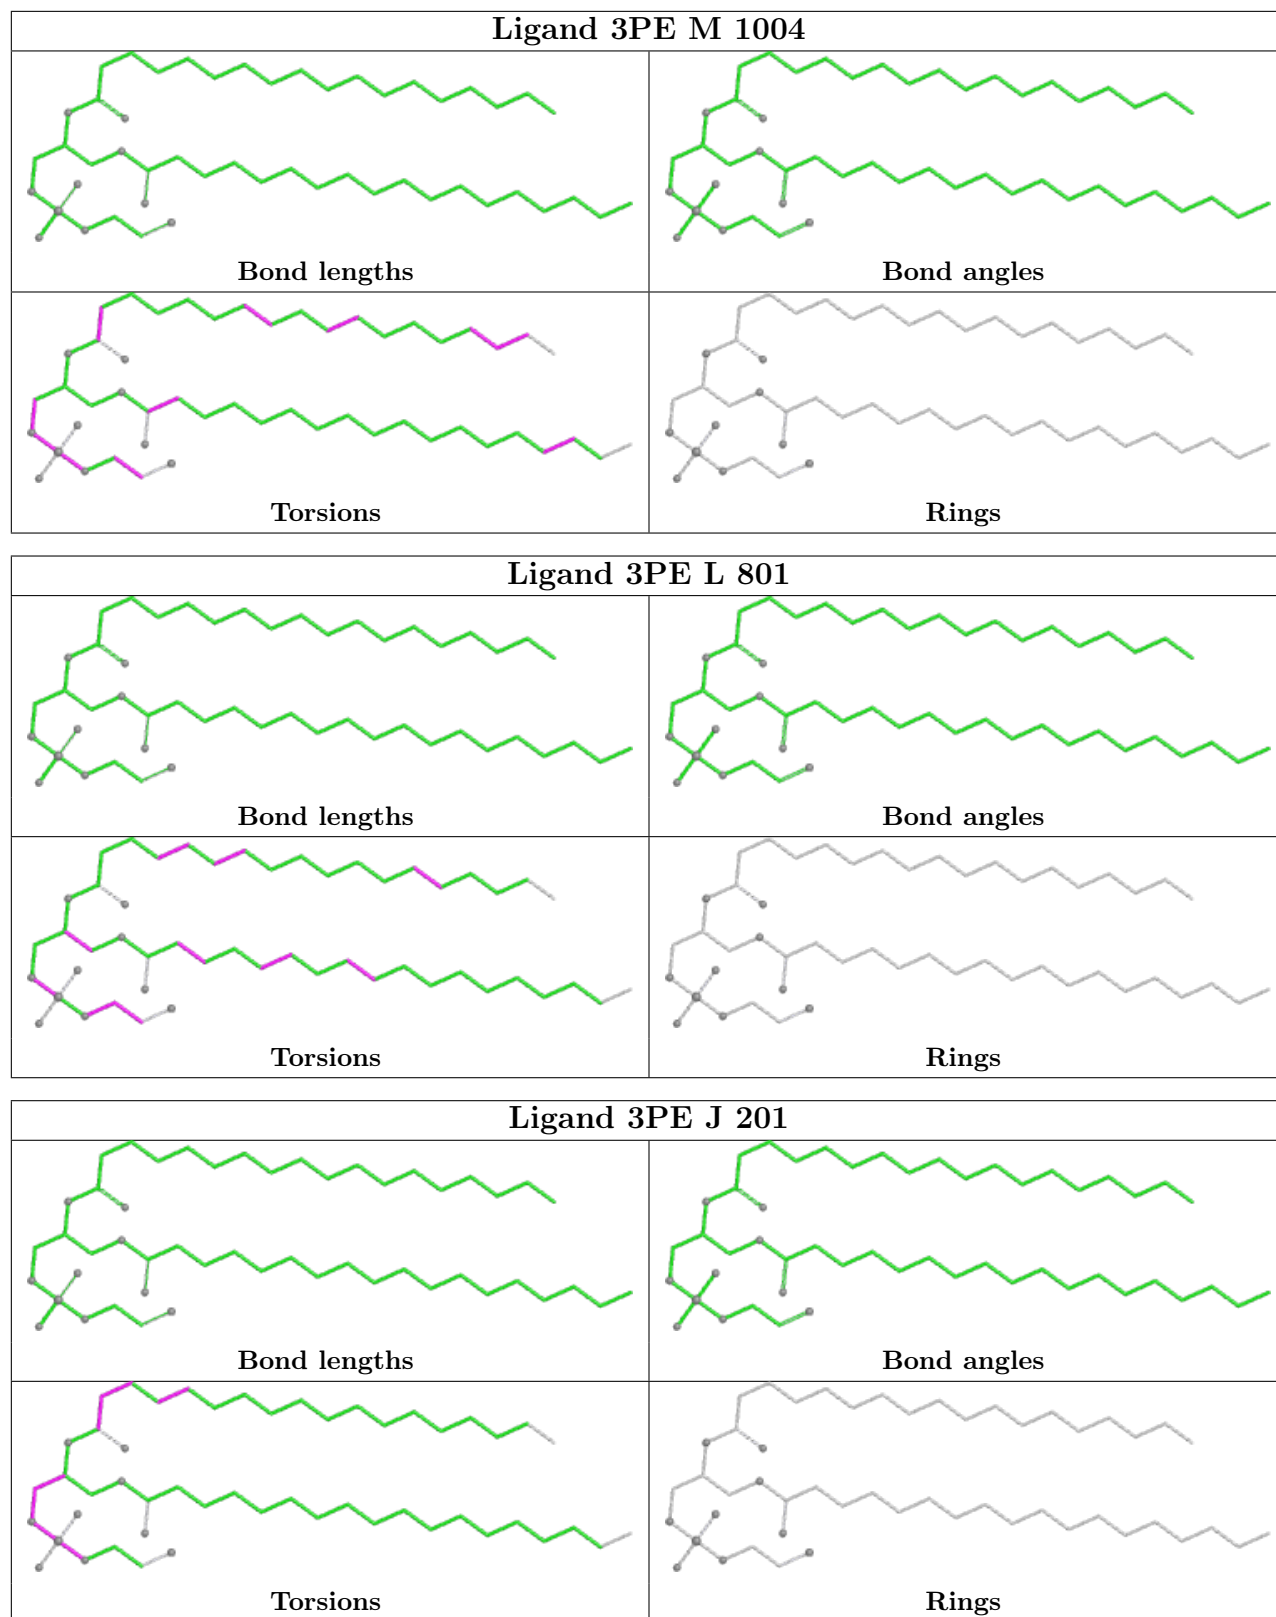 Ligand 3PE M 1004
Bond lengths
Bond angles
Torsions
Rings
Ligand 3PE L 801
Bond lengths
Bond angles
Torsions
Rings
Ligand 3PE J 201
Bond lengths
Bond angles
Torsions
Rings